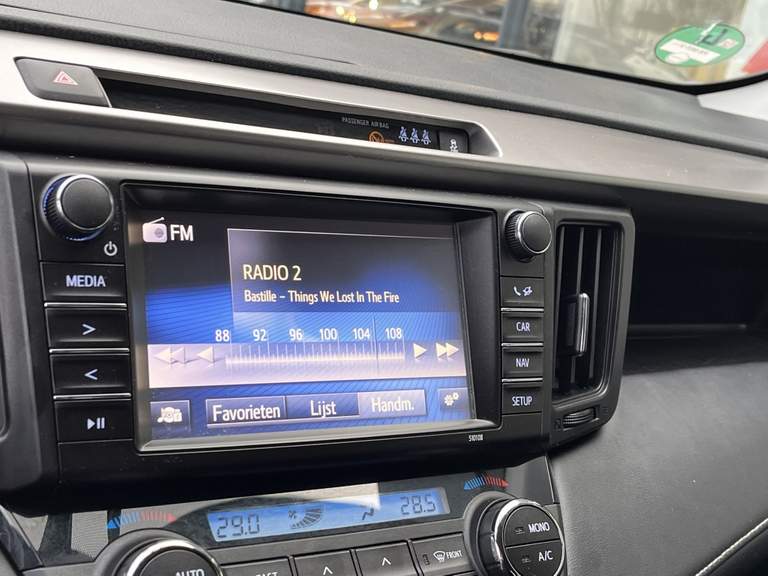 PASSENGER AIR BAG
FM
RADIO 2
Bastille – Things We Lost In The Fire
88 92 96 100 104 108
Favorieten Lijst Handm.
MEDIA
>
<
CAR
NAV
SETUP
510108
29.0
28.5
AUTO
FRONT
MONO
A/C